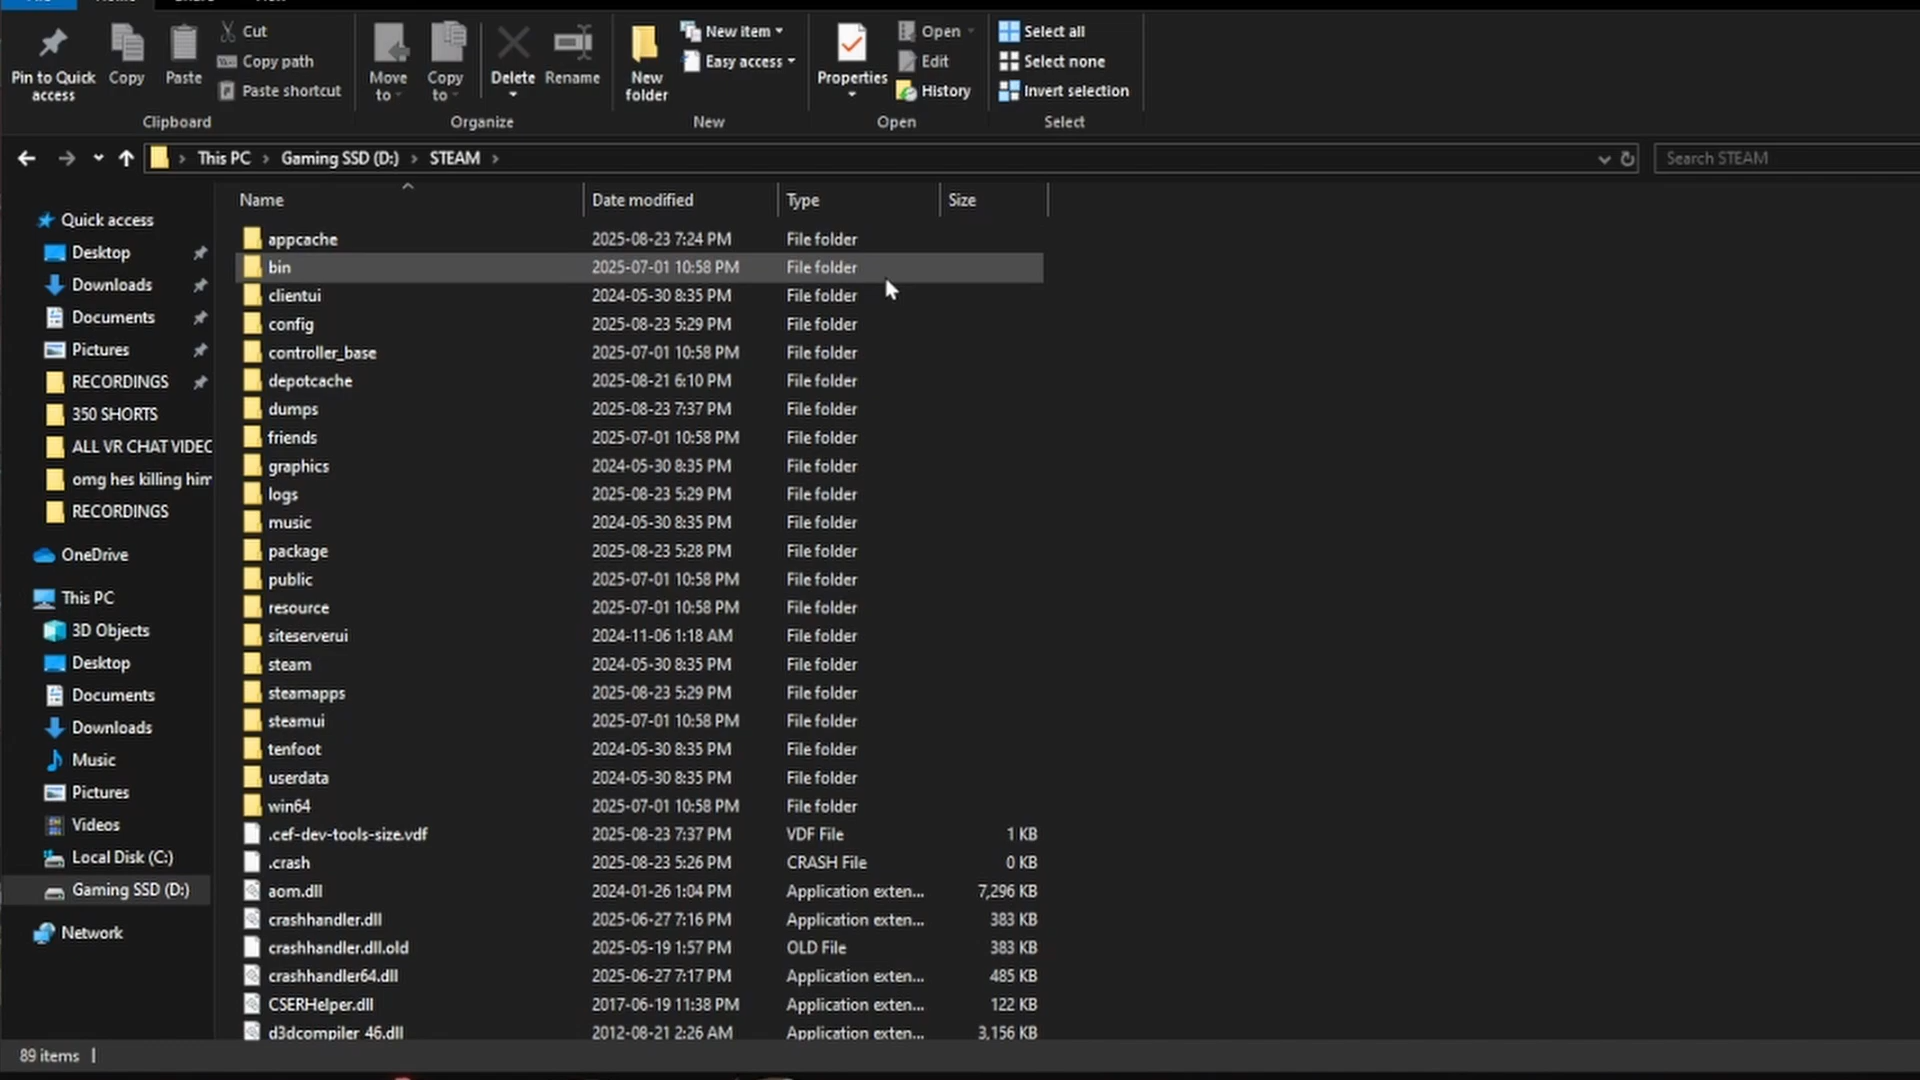 File Home Share View
Pin to Quick access
Copy
Paste
Cut
Copy path
Paste shortcut
Move to
Copy to
Delete
Rename
New folder
New item
Easy access
Properties
Open
Edit
History
Select all
Select none
Invert selection
Clipboard Organize New Open Select
This PC > Gaming SSD (D:) > STEAM >
Search STEAM
Name Date modified Type Size
Quick access
Desktop
Downloads
Documents
Pictures
RECORDINGS
350 SHORTS
ALL VR CHAT VIDEO
omg hes killing him
RECORDINGS
OneDrive
This PC
3D Objects
Desktop
Documents
Downloads
Music
Pictures
Videos
Local Disk (C:)
Gaming SSD (D:)
Network
appcache 2025-08-23 7:24 PM File folder
bin 2025-07-01 10:58 PM File folder
clientui 2024-05-30 8:35 PM File folder
config 2025-08-23 5:29 PM File folder
controller_base 2025-07-01 10:58 PM File folder
depotcache 2025-08-21 6:10 PM File folder
dumps 2025-08-23 7:37 PM File folder
friends 2025-07-01 10:58 PM File folder
graphics 2024-05-30 8:35 PM File folder
logs 2025-08-23 5:29 PM File folder
music 2024-05-30 8:35 PM File folder
package 2025-08-23 5:28 PM File folder
public 2025-07-01 10:58 PM File folder
resource 2025-07-01 10:58 PM File folder
siteserverui 2024-11-06 1:18 AM File folder
steam 2024-05-30 8:35 PM File folder
steamapps 2025-08-23 5:29 PM File folder
steamui 2025-07-01 10:58 PM File folder
tenfoot 2024-05-30 8:35 PM File folder
userdata 2024-05-30 8:35 PM File folder
win64 2025-07-01 10:58 PM File folder
.cef-dev-tools-size.vdf 2025-08-23 7:37 PM VDF File 1 KB
.crash 2025-08-23 5:26 PM CRASH File 0 KB
aom.dll 2024-01-26 1:04 PM Application exten... 7,296 KB
crashhandler.dll 2025-06-27 7:16 PM Application exten... 383 KB
crashhandler.dll.old 2025-05-19 1:57 PM OLD File 383 KB
crashhandler64.dll 2025-06-27 7:17 PM Application exten... 485 KB
CSERHelper.dll 2017-06-19 11:38 PM Application exten... 122 KB
d3dcompiler_46.dll 2012-08-21 2:26 AM Application exten... 3,156 KB
89 items